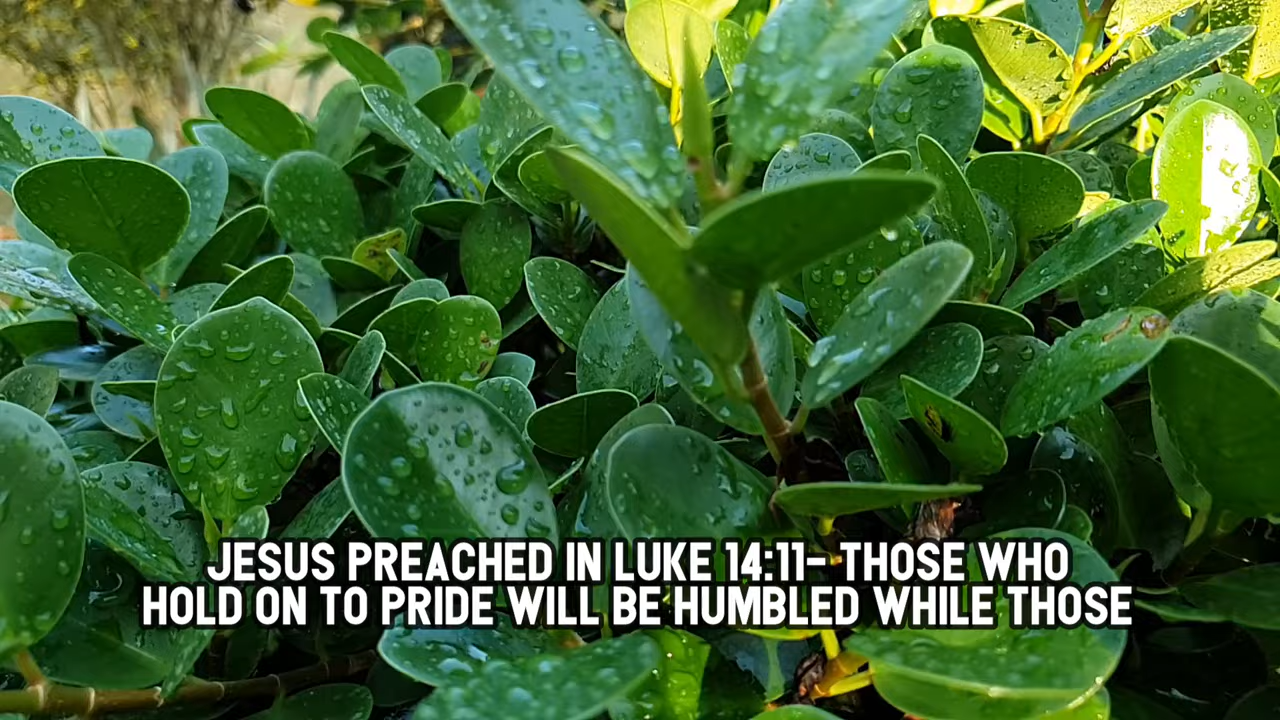 JESUS PREACHED IN LUKE 14:11- THOSE WHO
HOLD ON TO PRIDE WILL BE HUMBLED WHILE THOSE